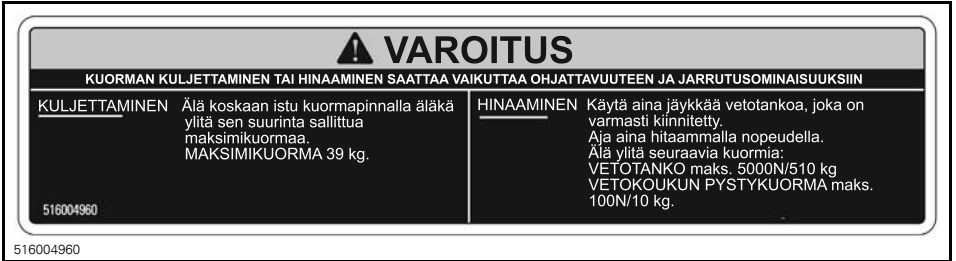 VAROITUS
KUORMAN KULJETTAMINEN TAI HINAAMINEN SAATTAA VAIKUTTAA OHJATTAVUUTEEN JA JARRUTUSOMINAISUUKSIIN
KULJETTAMINEN Älä koskaan istu kuormapinnalla äläkä
ylitä sen suurinta sallittua
maksimikuormaa.
MAKSIMIKUORMA 39 kg.
516004960
HINAAMINEN Käytä aina jäykkää vetotankoa, joka on
varmasti kiinnitetty.
Aja aina hitaammalla nopeudella.
Älä ylitä seuraavia kuormia:
VETOTANKO maks. 5000N/510 kg
VETOKOUKUN PYSTYKUORMA maks.
100N/10 kg.
516004960